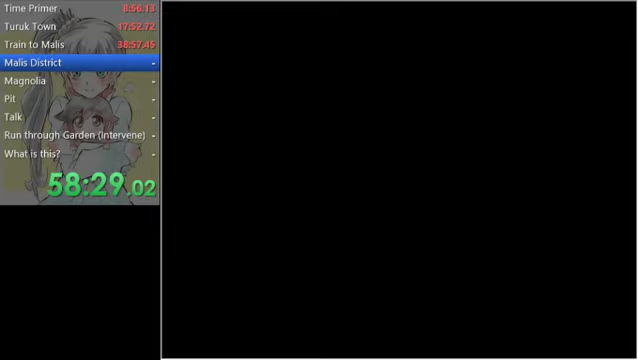 Time Primer 8:56.13
Turuk Town 17:52.72
Train to Malis 38:57.45
Malis District -
Magnolia -
Pit -
Talk -
Run through Garden (Intervene) -
What is this? -
58:29.02